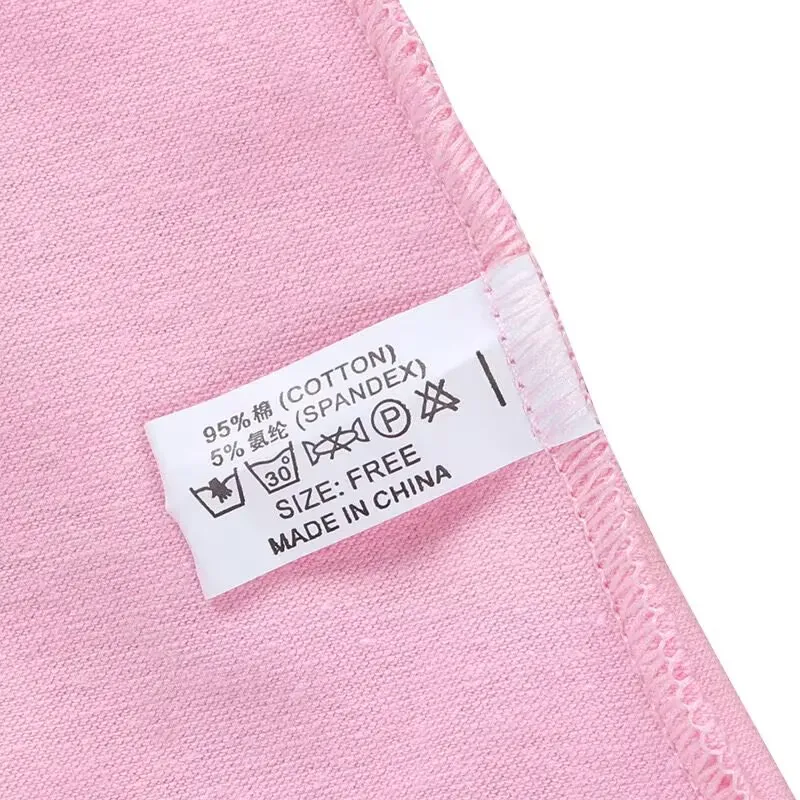 95% 棉 (COTTON)
5% 氨纶 (SPANDEX)
30 P
SIZE: FREE
MADE IN CHINA